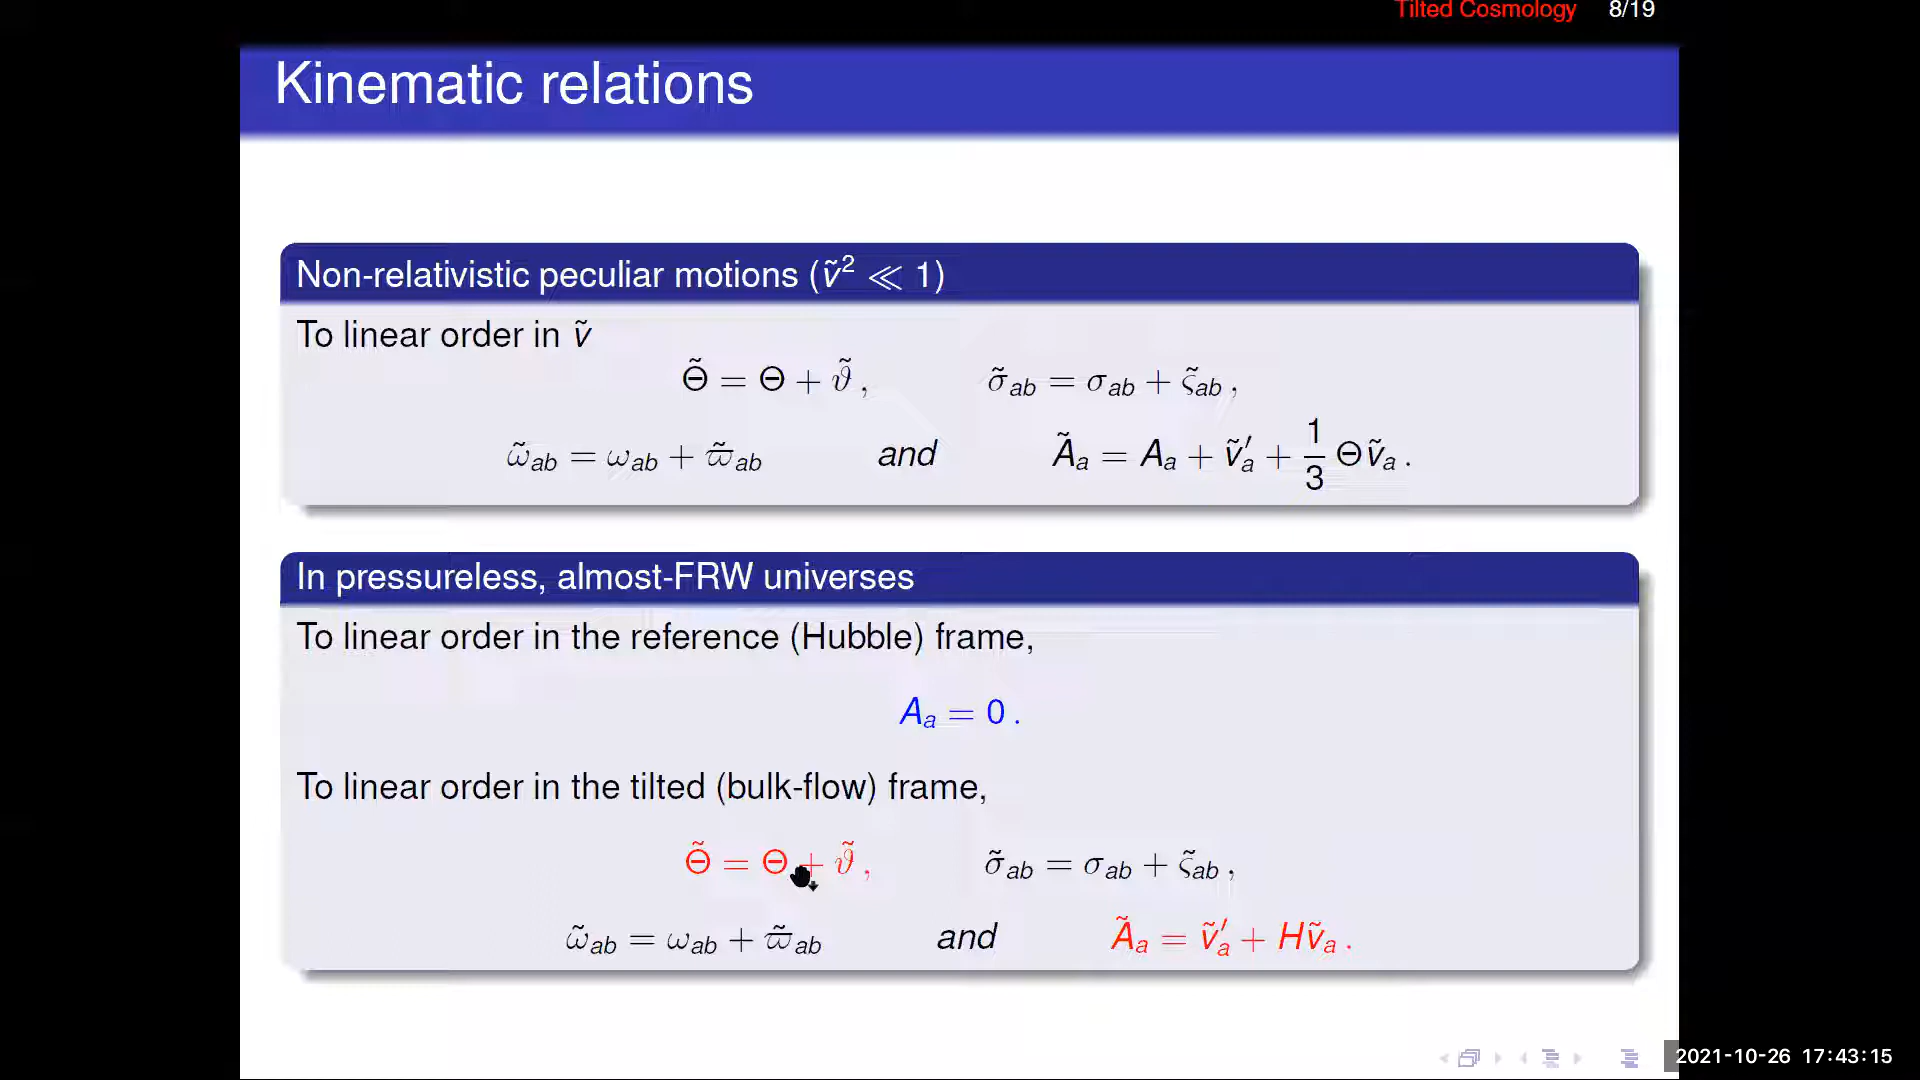 Tilted Cosmology 8/19
Kinematic relations
Non-relativistic peculiar motions (ṽ² ≪ 1)
To linear order in ṽ
Θ̃ = Θ + ϑ̃ , σ̃ab = σab + ς̃ab ,
ω̃ab = ωab + ϖ̃ab and Ãa = Aa + ṽ′a + 1/3 Θṽa .
In pressureless, almost-FRW universes
To linear order in the reference (Hubble) frame,
Aa = 0 .
To linear order in the tilted (bulk-flow) frame,
Θ̃ = Θ + ϑ̃ , σ̃ab = σab + ς̃ab ,
ω̃ab = ωab + ϖ̃ab and Ãa = ṽ′a + Hṽa .
2021-10-26 17:43:15